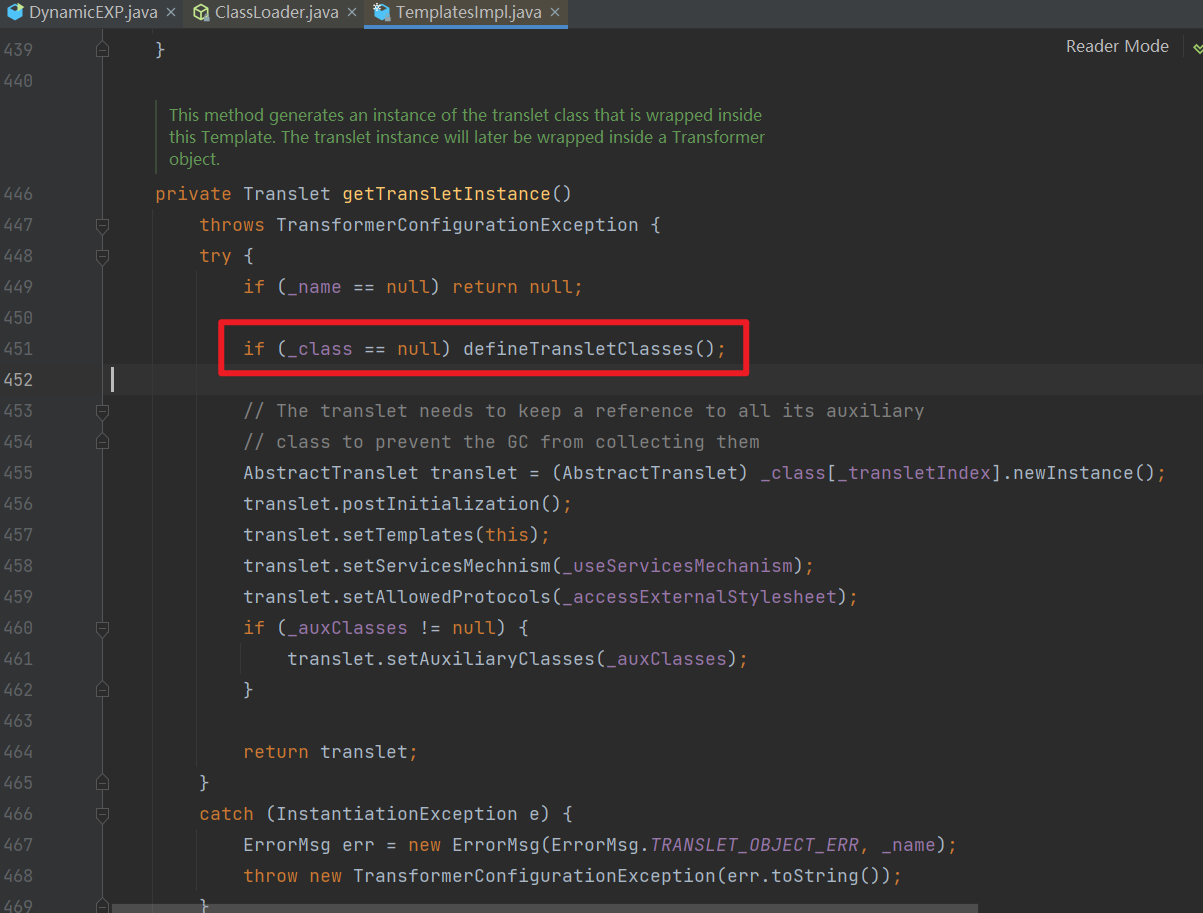 DynamicEXP.java × ClassLoader.java × TemplatesImpl.java ×
Reader Mode
439 }
440
This method generates an instance of the translet class that is wrapped inside
this Template. The translet instance will later be wrapped inside a Transformer
object.
446 private Translet getTransletInstance()
447 throws TransformerConfigurationException {
448 try {
449 if (_name == null) return null;
450
451 if (_class == null) defineTransletClasses();
452
453 // The translet needs to keep a reference to all its auxiliary
454 // class to prevent the GC from collecting them
455 AbstractTranslet translet = (AbstractTranslet) _class[_transletIndex].newInstance();
456 translet.postInitialization();
457 translet.setTemplates(this);
458 translet.setServicesMechnism(_useServicesMechanism);
459 translet.setAllowedProtocols(_accessExternalStylesheet);
460 if (_auxClasses != null) {
461 translet.setAuxiliaryClasses(_auxClasses);
462 }
463
464 return translet;
465 }
466 catch (InstantiationException e) {
467 ErrorMsg err = new ErrorMsg(ErrorMsg.TRANSLET_OBJECT_ERR, _name);
468 throw new TransformerConfigurationException(err.toString());
469 }